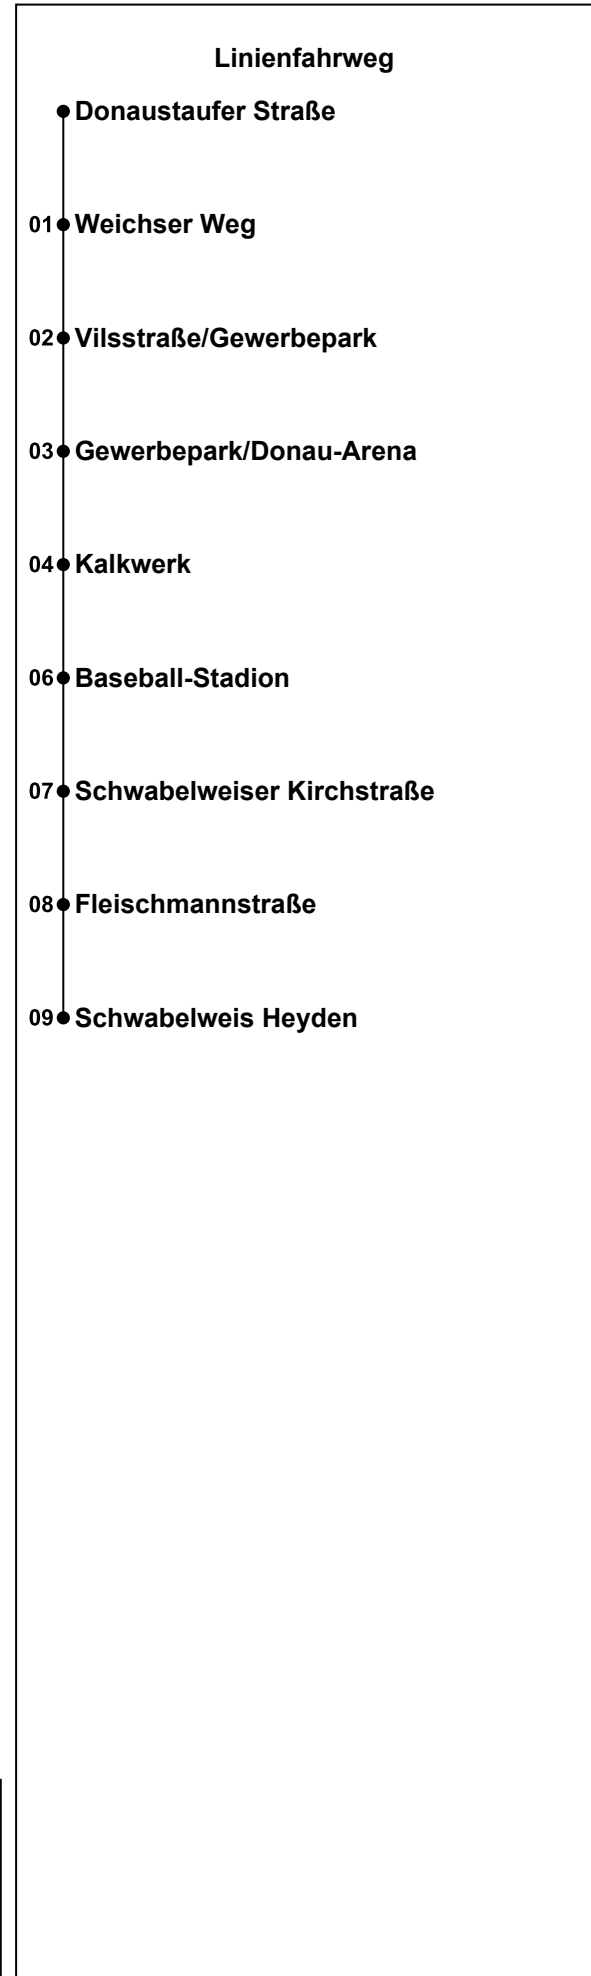 Linienfahrweg
Donaustaufer Straße
01 Weichser Weg
02 Vilsstraße/Gewerbepark
03 Gewerbepark/Donau-Arena
04 Kalkwerk
06 Baseball-Stadion
07 Schwabelweiser Kirchstraße
08 Fleischmannstraße
09 Schwabelweis Heyden